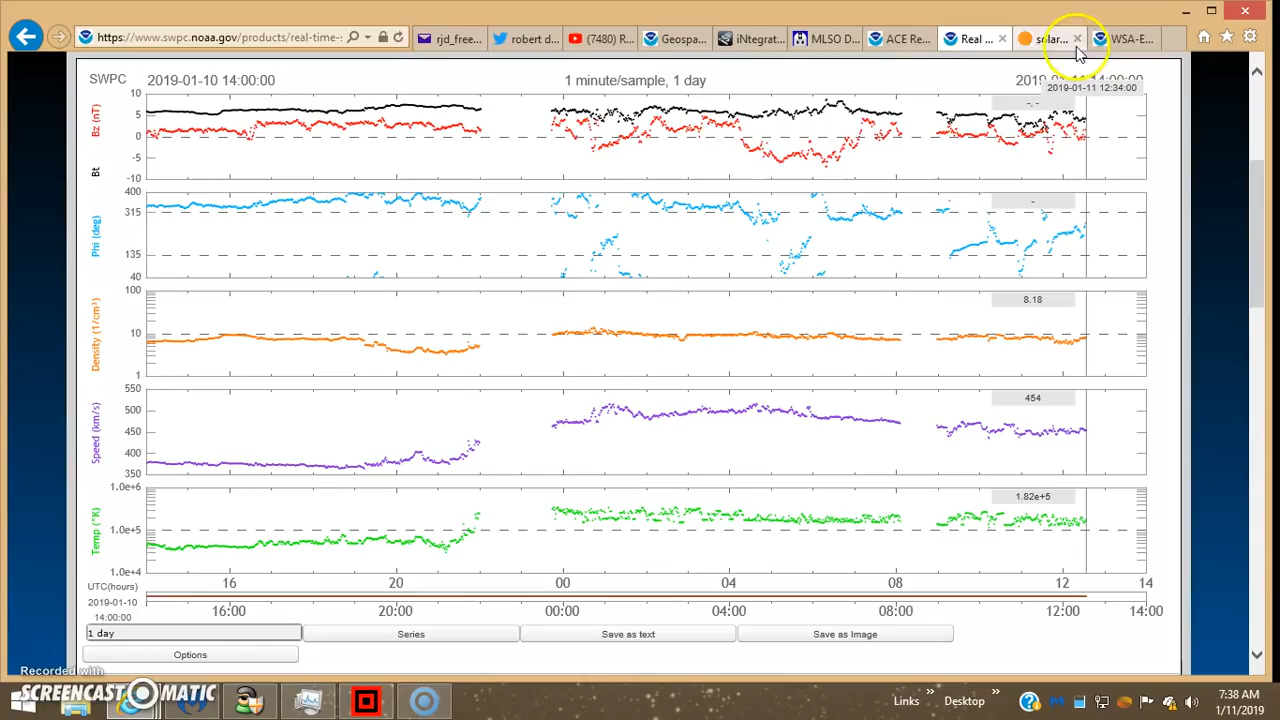 https://www.swpc.noaa.gov/products/real-time-
rjd_free...
robert d...
(7480) R...
Geospa...
iNtegrat...
MLSO D...
ACE Re...
Real ...
solar...
WSA-E...
SWPC
2019-01-10 14:00:00
1 minute/sample, 1 day
2019-01-11 14:00:00
2019-01-11 12:34:00
Bt Bz (nT)
10
5
0
-5
-10
-, -
Phi (deg)
400
315
135
40
-
Density (1/cm³)
100
10
1
8.18
Speed (km/s)
550
500
450
400
350
454
Temp (°K)
1.0e+6
1.0e+5
1.0e+4
1.82e+5
UTC(hours)
16 20 00 04 08 12 14
2019-01-10
14:00:00
16:00 20:00 00:00 04:00 08:00 12:00 14:00
1 day
Series
Save as text
Save as Image
Options
Recorded with
SCREENCAST MATIC
Links »
Desktop »
7:38 AM
1/11/2019